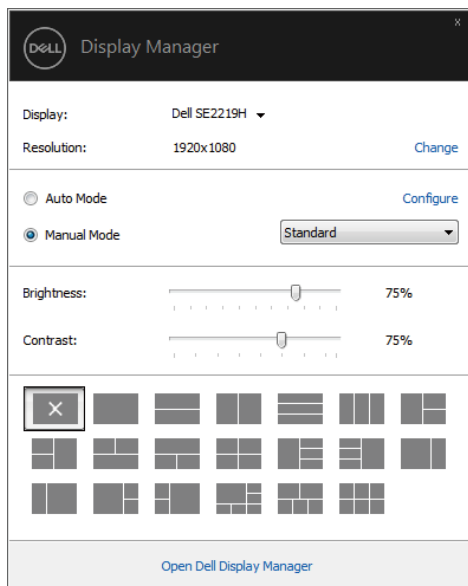 x
DELL Display Manager
Display: Dell SE2219H
Resolution: 1920x1080 Change
Auto Mode Configure
Manual Mode Standard
Brightness: 75%
Contrast: 75%
Open Dell Display Manager